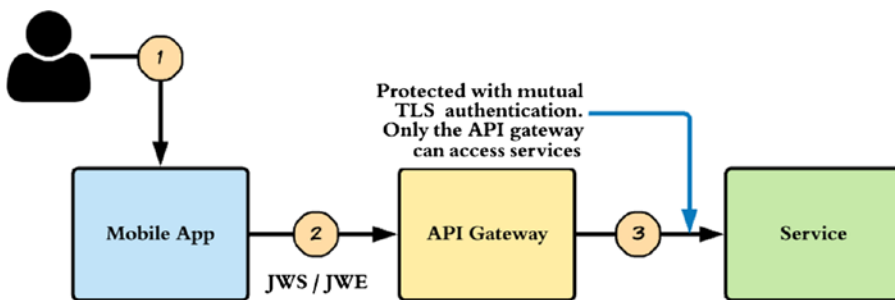 1
Protected with mutual
TLS authentication.
Only the API gateway
can access services
Mobile App
2
API Gateway
3
Service
JWS / JWE